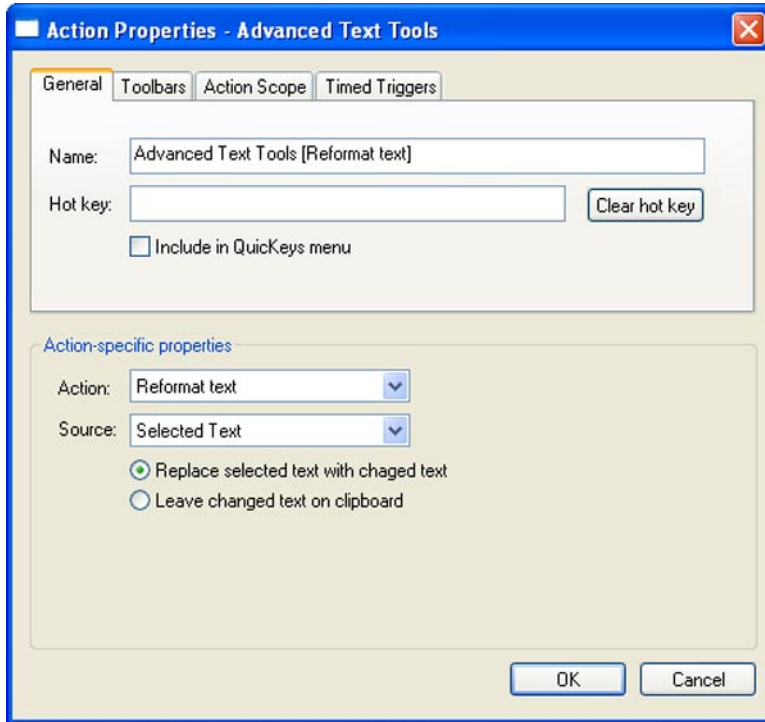 Action Properties - Advanced Text Tools
General Toolbars Action Scope Timed Triggers
Name: Advanced Text Tools [Reformat text]
Hot key: Clear hot key
Include in QuicKeys menu
Action-specific properties
Action: Reformat text
Source: Selected Text
Replace selected text with chaged text
Leave changed text on clipboard
OK Cancel